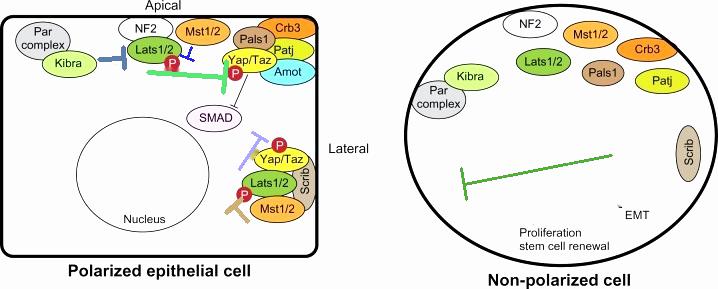 Apical
NF2
Mst1/2
Crb3
Par
complex
Lats1/2
Pals1
Patj
Kibra
P
Yap/Taz
P
Amot
SMAD
P
Yap/Taz
Lateral
Lats1/2
Scrib
P
Mst1/2
Nucleus
Polarized epithelial cell
NF2
Mst1/2
Crb3
Lats1/2
Kibra
Pals1
Patj
Par
complex
Scrib
EMT
Proliferation
stem cell renewal
Non-polarized cell